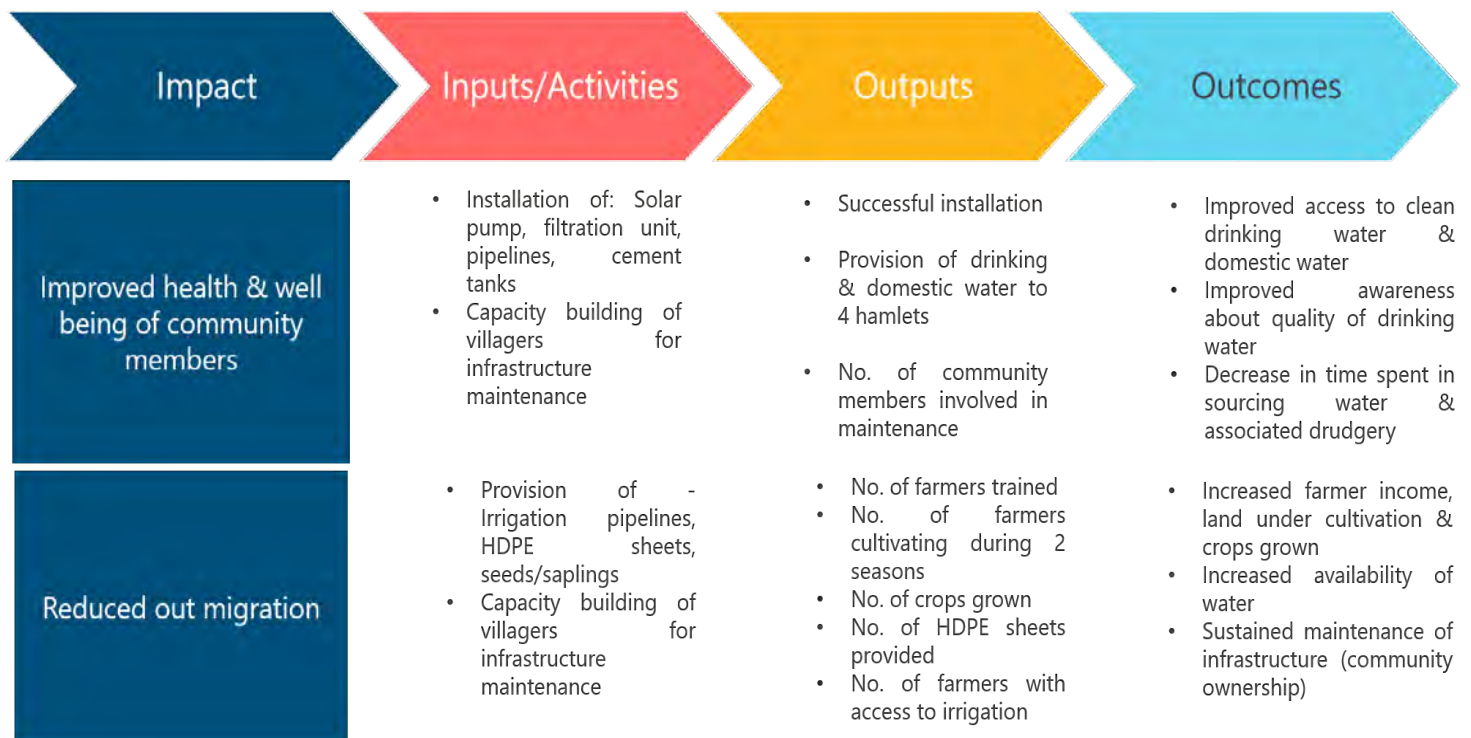 Impact
Inputs/Activities
Outputs
Outcomes
Improved health & well
being of community
members
• Installation of: Solar
pump, filtration unit,
pipelines, cement
tanks
• Capacity building of
villagers for
infrastructure
maintenance
• Successful installation
• Provision of drinking
& domestic water to
4 hamlets
• No. of community
members involved in
maintenance
• Improved access to clean
drinking water &
domestic water
• Improved awareness
about quality of drinking
water
• Decrease in time spent in
sourcing water &
associated drudgery
Reduced out migration
• Provision of -
Irrigation pipelines,
HDPE sheets,
seeds/saplings
• Capacity building of
villagers for
infrastructure
maintenance
• No. of farmers trained
• No. of farmers
cultivating during 2
seasons
• No. of crops grown
• No. of HDPE sheets
provided
• No. of farmers with
access to irrigation
• Increased farmer income,
land under cultivation &
crops grown
• Increased availability of
water
• Sustained maintenance of
infrastructure (community
ownership)